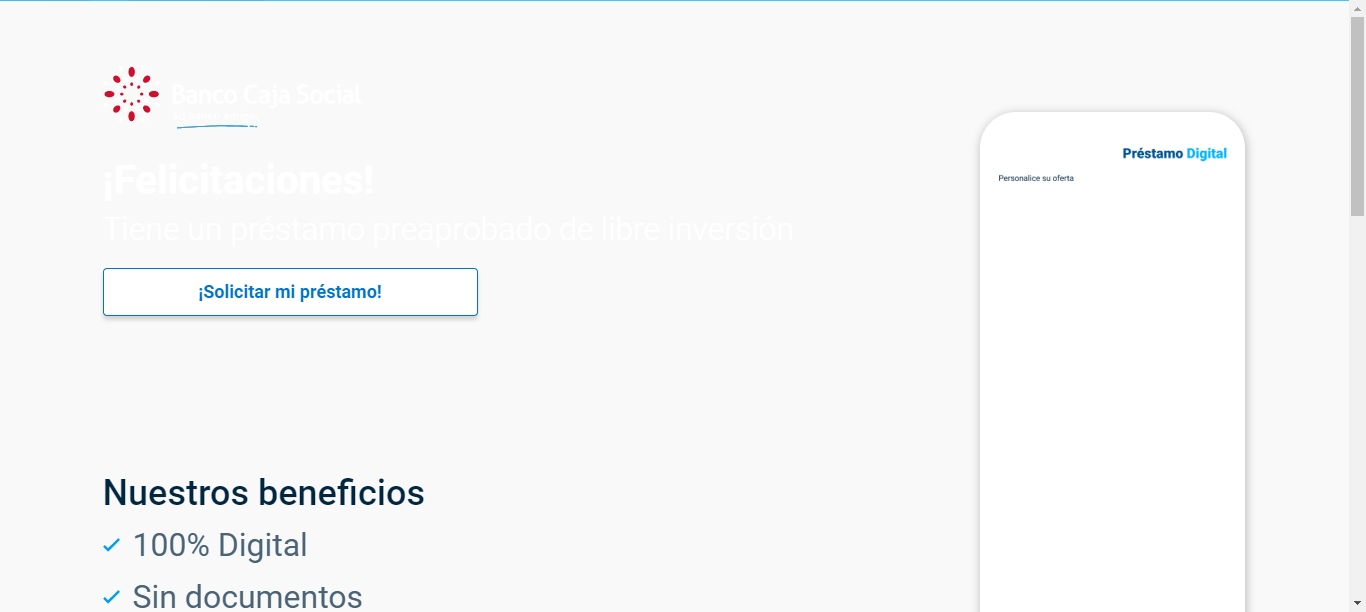 Banco Caja Social
¡Felicitaciones!
Tiene un préstamo preaprobado de libre inversión
¡Solicitar mi préstamo!
Préstamo Digital
Personalice su oferta
Nuestros beneficios
100% Digital
Sin documentos